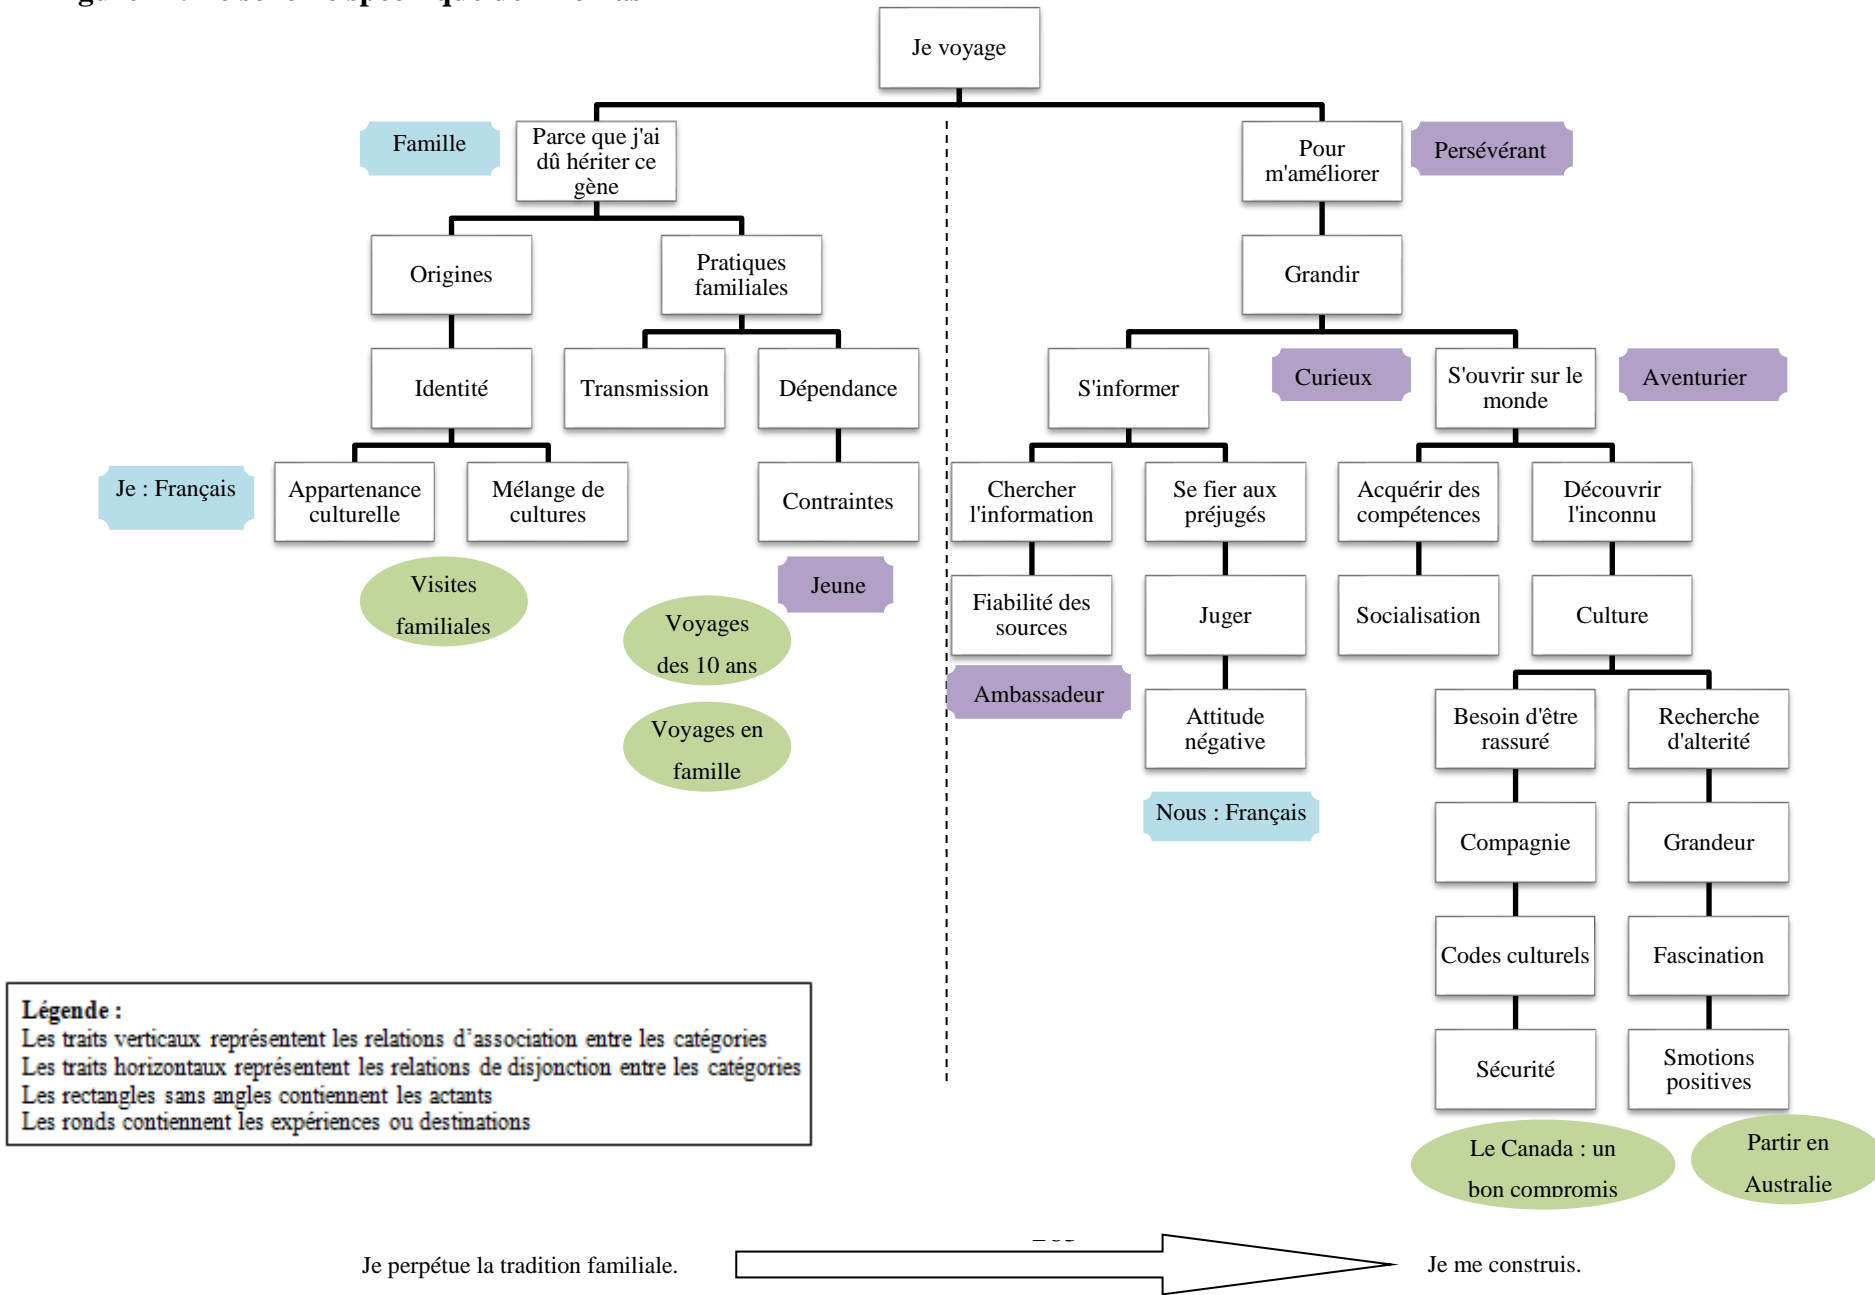 Je voyage
Famille
Parce que j'ai
dû hériter ce
gène
Pour
m'améliorer
Persévérant
Origines
Pratiques
familiales
Grandir
Identité
Transmission
Dépendance
S'informer
Curieux
S'ouvrir sur le
monde
Aventurier
Je : Français
Appartenance
culturelle
Mélange de
cultures
Contraintes
Chercher
l'information
Se fier aux
préjugés
Acquérir des
compétences
Découvrir
l'inconnu
Visites
familiales
Jeune
Voyages
des 10 ans
Fiabilité des
sources
Juger
Socialisation
Culture
Ambassadeur
Voyages en
famille
Attitude
négative
Besoin d'être
rassuré
Recherche
d'alterité
Nous : Français
Compagnie
Grandeur
Codes culturels
Fascination
Sécurité
Smotions
positives
Légende :
Les traits verticaux représentent les relations d’association entre les catégories
Les traits horizontaux représentent les relations de disjonction entre les catégories
Les rectangles sans angles contiennent les actants
Les ronds contiennent les expériences ou destinations
Le Canada : un
bon compromis
Partir en
Australie
Je perpétue la tradition familiale.
Je me construis.